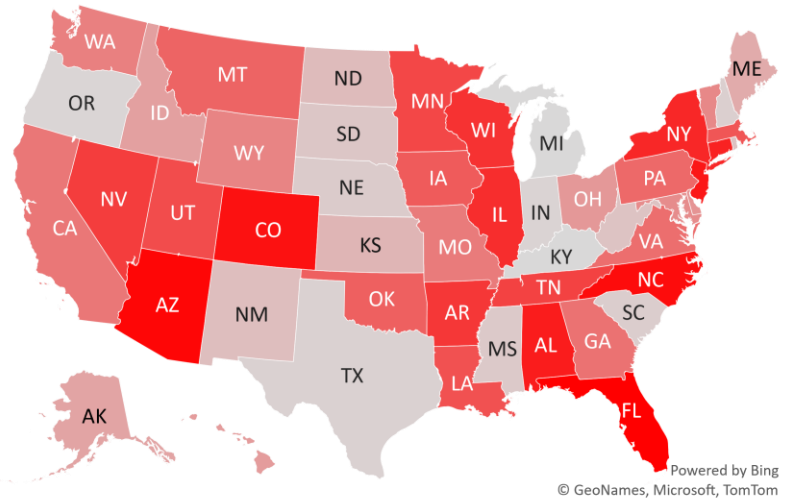 WA
MT
ND
ME
OR
ID
MN
SD
WI
NY
WY
MI
IA
NE
PA
OH
NV
UT
IL
IN
CA
CO
KS
MO
VA
KY
NC
TN
AZ
OK
NM
AR
SC
MS
AL
GA
TX
LA
AK
FL
Powered by Bing
© GeoNames, Microsoft, TomTom